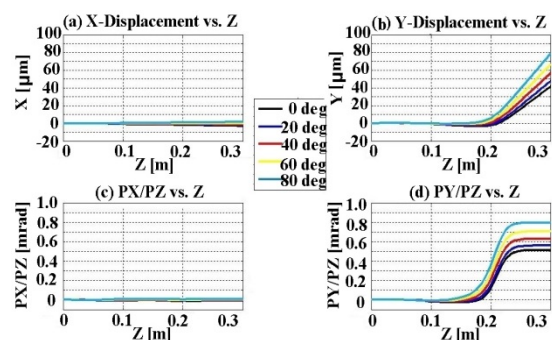 (a) X-Displacement vs. Z
100
80
60
40
20
0
-20
X [µm]
0 0.1 0.2 0.3
Z [m]
(b) Y-Displacement vs. Z
100
80
60
40
20
0
-20
Y [µm]
0 0.1 0.2 0.3
Z [m]
0 deg
20 deg
40 deg
60 deg
80 deg
(c) PX/PZ vs. Z
1.0
0.8
0.6
0.4
0.2
0
PX/PZ [mrad]
0 0.1 0.2 0.3
Z [m]
(d) PY/PZ vs. Z
1.0
0.8
0.6
0.4
0.2
0
PY/PZ [mrad]
0 0.1 0.2 0.3
Z [m]